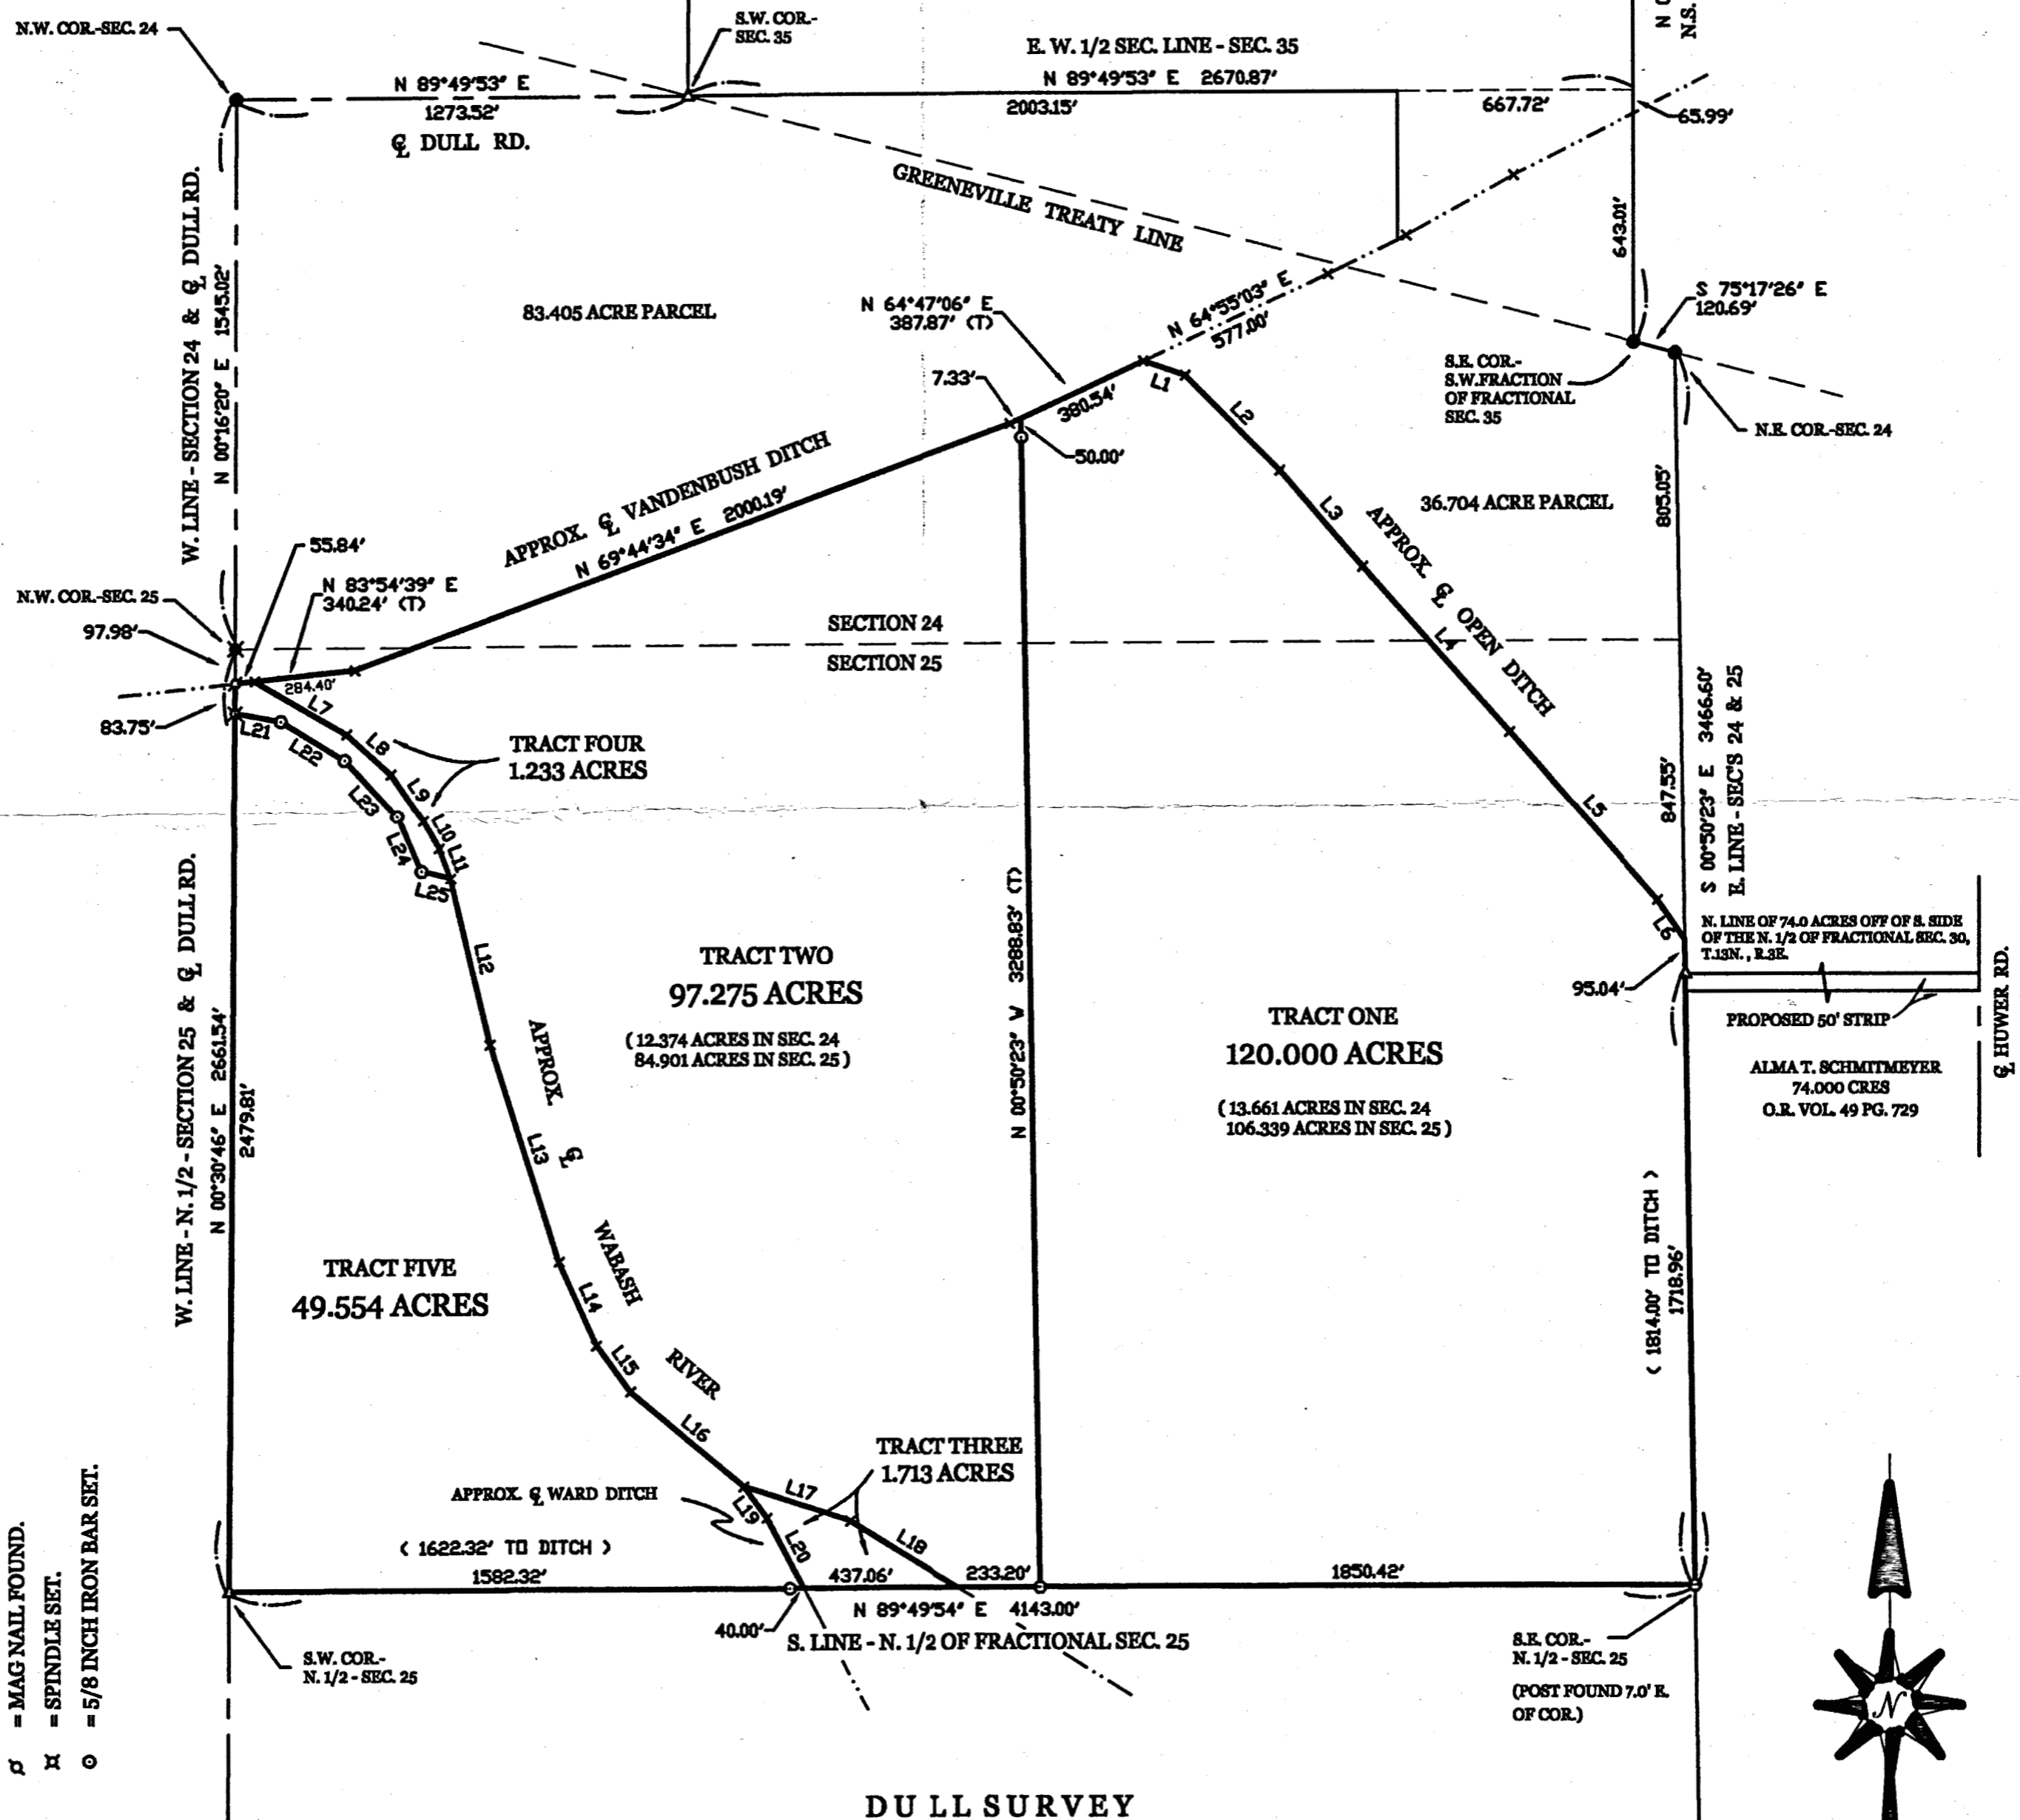 N.W. COR.-SEC. 24
S.W. COR.-
SEC. 35
E. W. 1/2 SEC. LINE - SEC. 35
N 89°49'53" E 2670.87'
2003.15'
667.72'
65.99'
N 89°49'53" E
1273.52'
℄ DULL RD.
GREENEVILLE TREATY LINE
W. LINE - SECTION 24 & ℄ DULL RD.
N 00°16'20" E 1545.02'
83.405 ACRE PARCEL
N 64°47'06" E
387.87' (T)
N 64°55'03" E
577.00'
643.01'
S 75°17'26" E
120.69'
S.E. COR.-
S.W.FRACTION
OF FRACTIONAL
SEC. 35
N.E. COR.-SEC. 24
7.33'
380.54'
50.00'
L1
L2
L3
L4
L5
L6
36.704 ACRE PARCEL
805.05'
APPROX. ℄ VANDENBUSH DITCH
N 69°44'34" E 2000.19'
APPROX. ℄ OPEN DITCH
55.84'
N 83°54'39" E
340.24' (T)
N.W. COR.-SEC. 25
97.98'
284.40'
83.75'
SECTION 24
SECTION 25
L7
L8
L9
L10
L11
L21
L22
L23
L24
L25
TRACT FOUR
1.233 ACRES
847.55'
S 00°50'23" E 3466.60'
E. LINE - SEC'S 24 & 25
N. LINE OF 74.0 ACRES OFF OF S. SIDE
OF THE N. 1/2 OF FRACTIONAL SEC. 30,
T.13N. , R.3E.
95.04'
PROPOSED 50' STRIP
℄ HUWER RD.
ALMA T. SCHMITMEYER
74.000 CRES
O.R. VOL. 49 PG. 729
W. LINE - N. 1/2 - SECTION 25 & ℄ DULL RD.
N 00°30'46" E 2661.54'
2479.81'
L12
L13
L14
L15
L16
APPROX. ℄ WABASH RIVER
TRACT TWO
97.275 ACRES
( 12.374 ACRES IN SEC. 24
84.901 ACRES IN SEC. 25 )
N 00°50'23" W 3288.83' (T)
TRACT ONE
120.000 ACRES
( 13.661 ACRES IN SEC. 24
106.339 ACRES IN SEC. 25 )
( 1814.00' TO DITCH )
1718.96'
TRACT FIVE
49.554 ACRES
TRACT THREE
1.713 ACRES
APPROX. ℄ WARD DITCH
L17
L18
L19
L20
( 1622.32' TO DITCH )
1582.32'
437.06'
233.20'
1850.42'
N 89°49'54" E 4143.00'
40.00'
S. LINE - N. 1/2 OF FRACTIONAL SEC. 25
S.W. COR.-
N. 1/2 - SEC. 25
S.E. COR.-
N. 1/2 - SEC. 25
(POST FOUND 7.0' E.
OF COR.)
= MAG NAIL FOUND.
= SPINDLE SET.
= 5/8 INCH IRON BAR SET.
N
DULL SURVEY